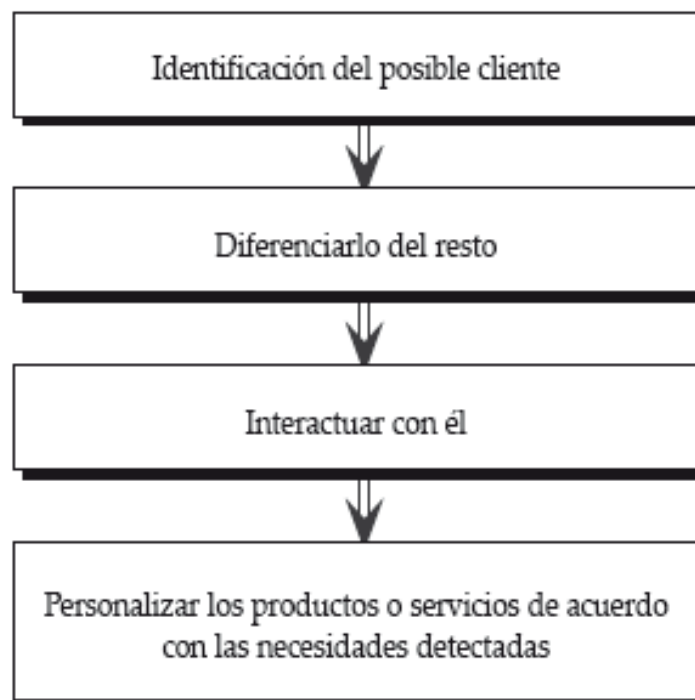 Identificación del posible cliente
Diferenciarlo del resto
Interactuar con él
Personalizar los productos o servicios de acuerdo
con las necesidades detectadas